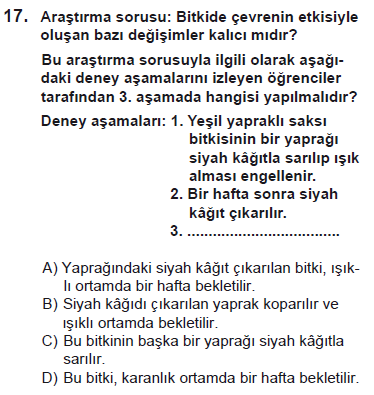 17. Araştırma sorusu: Bitkide çevrenin etkisiyle
oluşan bazı değişimler kalıcı mıdır?
Bu araştırma sorusuyla ilgili olarak aşağı-
daki deney aşamalarını izleyen öğrenciler
tarafından 3. aşamada hangisi yapılmalıdır?
Deney aşamaları: 1. Yeşil yapraklı saksı
bitkisinin bir yaprağı
siyah kâğıtla sarılıp ışık
alması engellenir.
2. Bir hafta sonra siyah
kâğıt çıkarılır.
3. ....................................
A) Yaprağındaki siyah kâğıt çıkarılan bitki, ışık-
lı ortamda bir hafta bekletilir.
B) Siyah kâğıdı çıkarılan yaprak koparılır ve
ışıklı ortamda bekletilir.
C) Bu bitkinin başka bir yaprağı siyah kâğıtla
sarılır.
D) Bu bitki, karanlık ortamda bir hafta bekletilir.